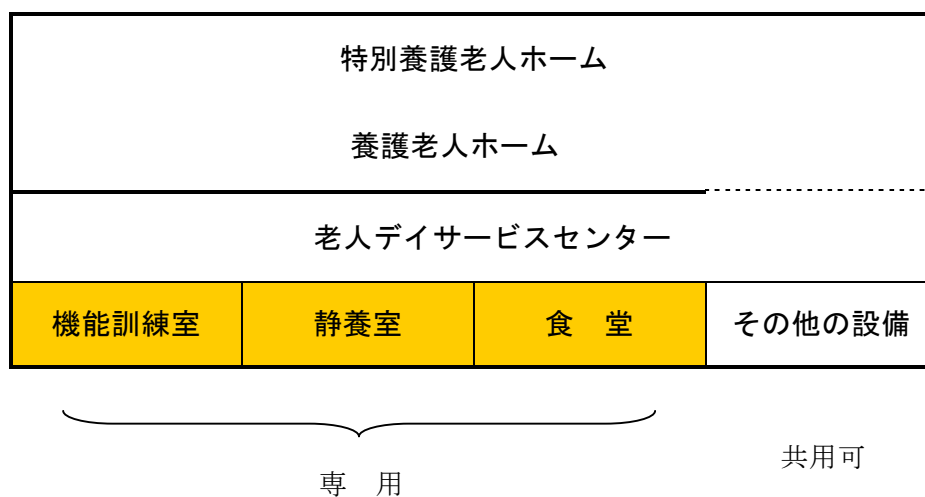 特別養護老人ホーム
養護老人ホーム
老人デイサービスセンター
機能訓練室 静養室 食 堂 その他の設備
専 用 共用可